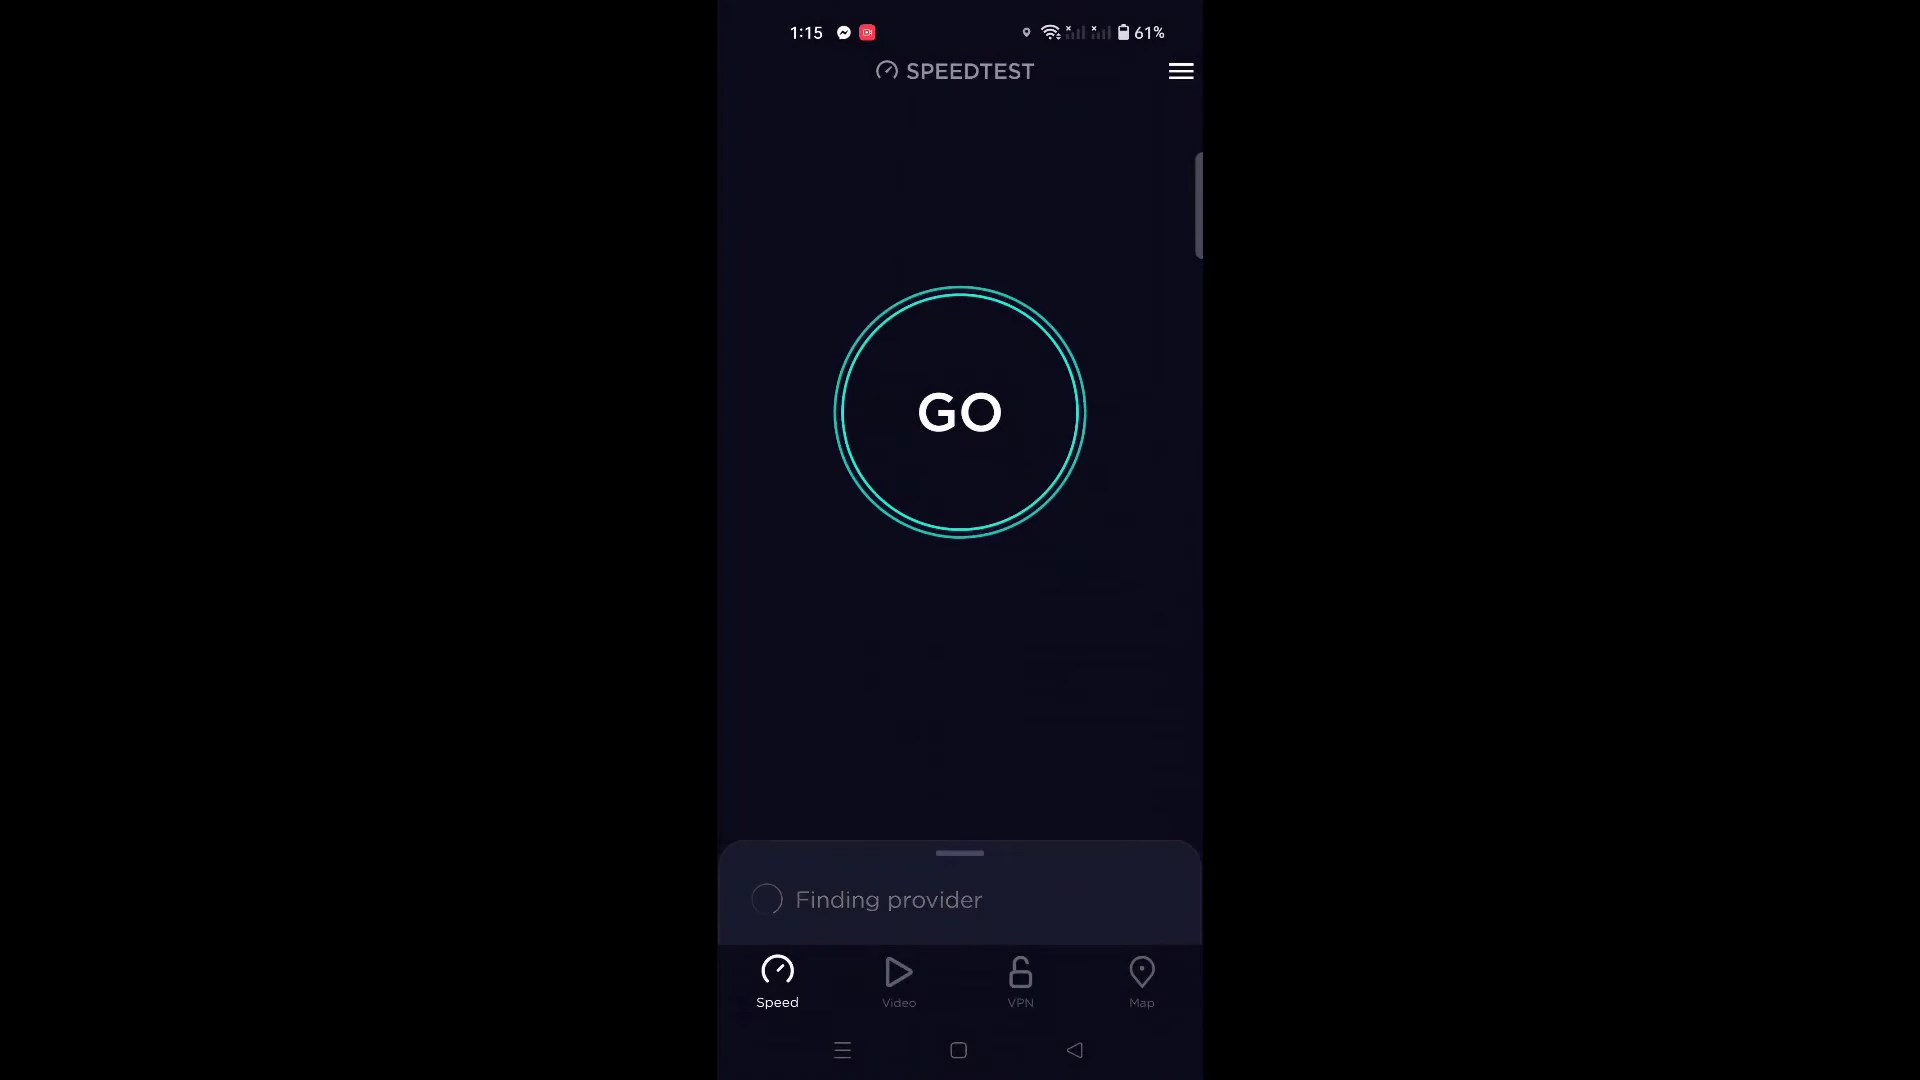 1:15 61%
SPEEDTEST
GO
Finding provider
Speed Video VPN Map